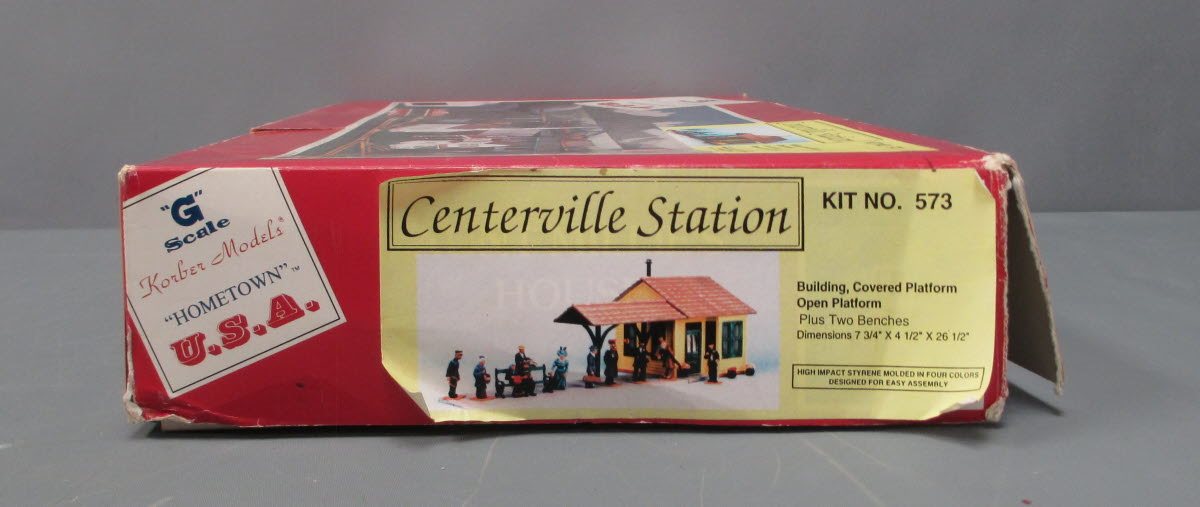 "G"
Scale
Korber Models®
"HOMETOWN"™
U.S.A.
Centerville Station
KIT NO. 573
Building, Covered Platform
Open Platform
Plus Two Benches
Dimensions 7 3/4" X 4 1/2" X 26 1/2"
HIGH IMPACT STYRENE MOLDED IN FOUR COLORS
DESIGNED FOR EASY ASSEMBLY